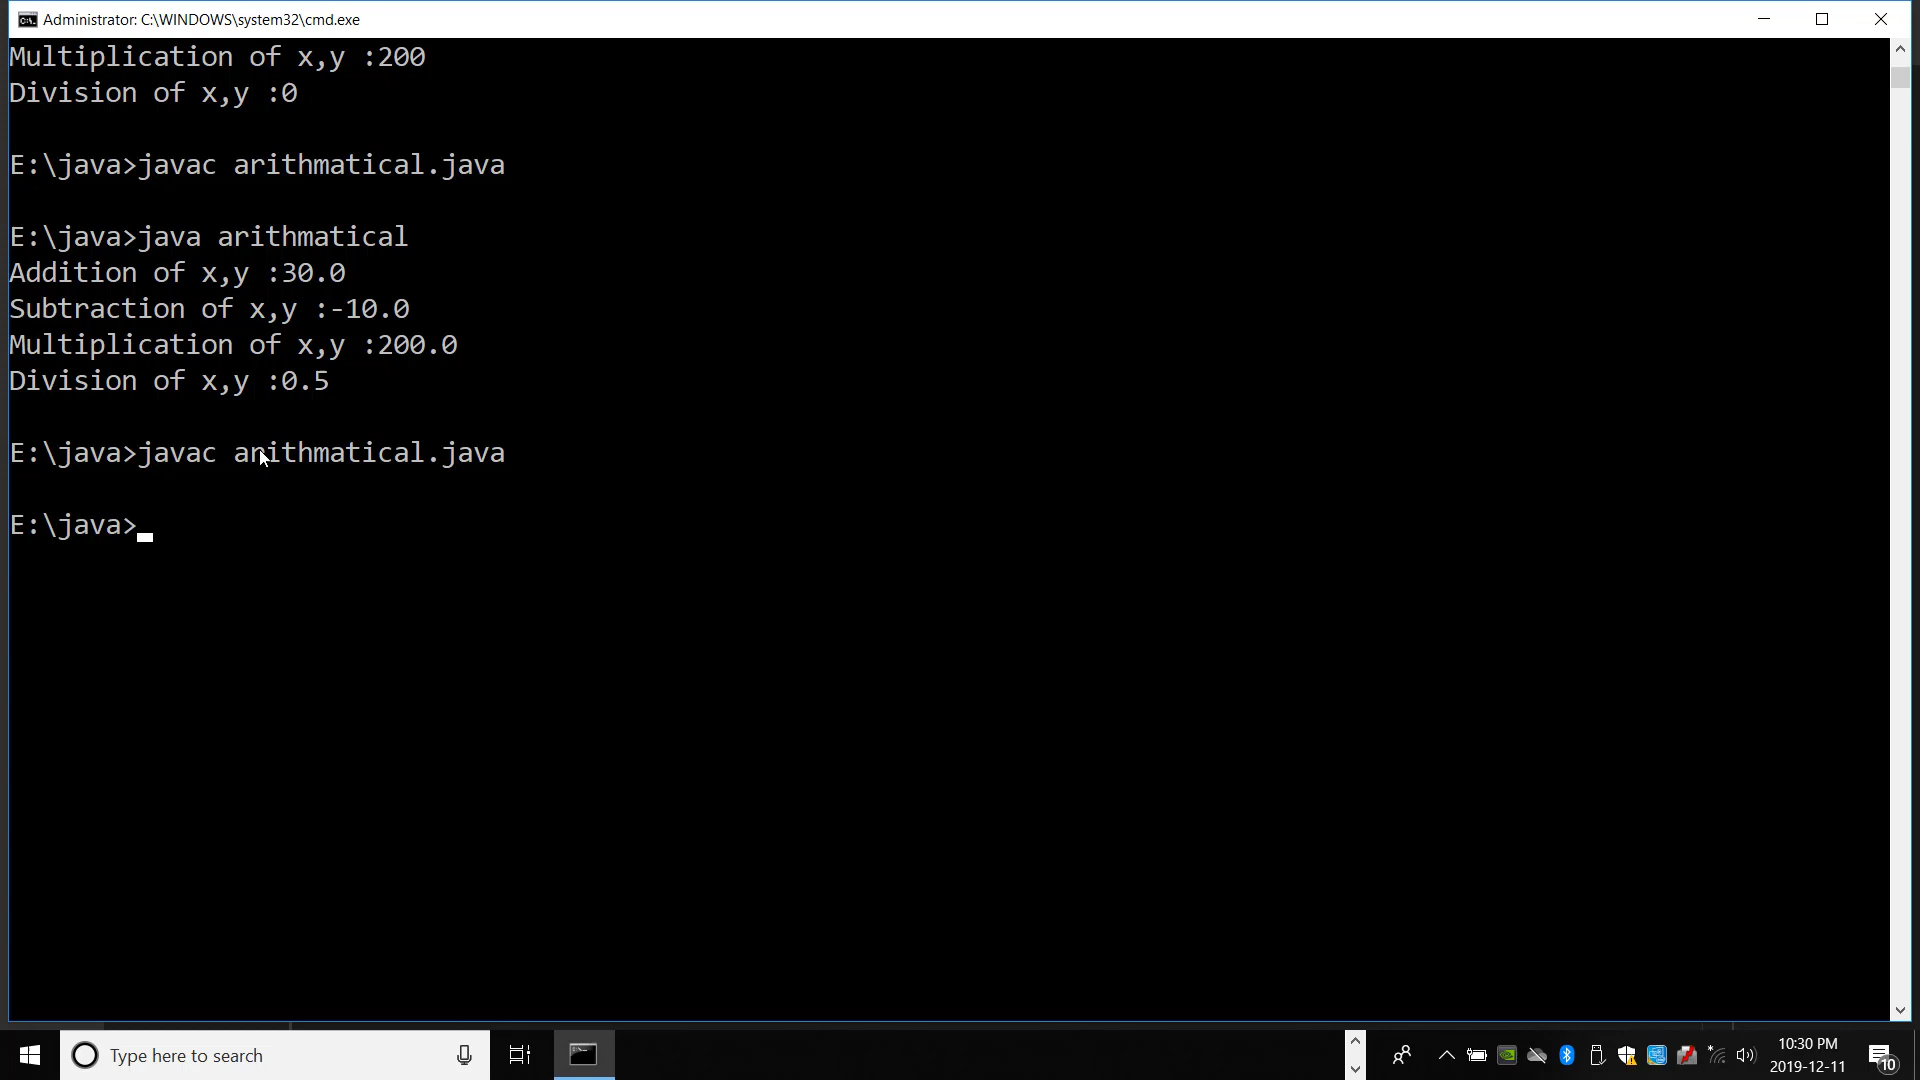 Administrator: C:\WINDOWS\system32\cmd.exe
Multiplication of x,y :200
Division of x,y :0
E:\java>javac arithmatical.java
E:\java>java arithmatical
Addition of x,y :30.0
Subtraction of x,y :-10.0
Multiplication of x,y :200.0
Division of x,y :0.5
E:\java>javac arithmatical.java
E:\java>
Type here to search
10:30 PM
2019-12-11
10